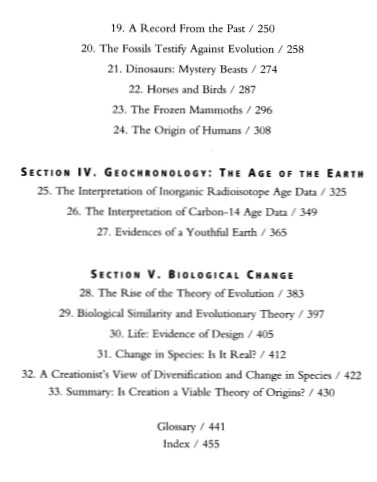 19. A Record From the Past / 250
20. The Fossils Testify Against Evolution / 258
21. Dinosaurs: Mystery Beasts / 274
22. Horses and Birds / 287
23. The Frozen Mammoths / 296
24. The Origin of Humans / 308
SECTION IV. GEOCHRONOLOGY: THE AGE OF THE EARTH
25. The Interpretation of Inorganic Radioisotope Age Data / 325
26. The Interpretation of Carbon-14 Age Data / 349
27. Evidences of a Youthful Earth / 365
SECTION V. BIOLOGICAL CHANGE
28. The Rise of the Theory of Evolution / 383
29. Biological Similarity and Evolutionary Theory / 397
30. Life: Evidence of Design / 405
31. Change in Species: Is It Real? / 412
32. A Creationist's View of Diversification and Change in Species / 422
33. Summary: Is Creation a Viable Theory of Origins? / 430
Glossary / 441
Index / 455